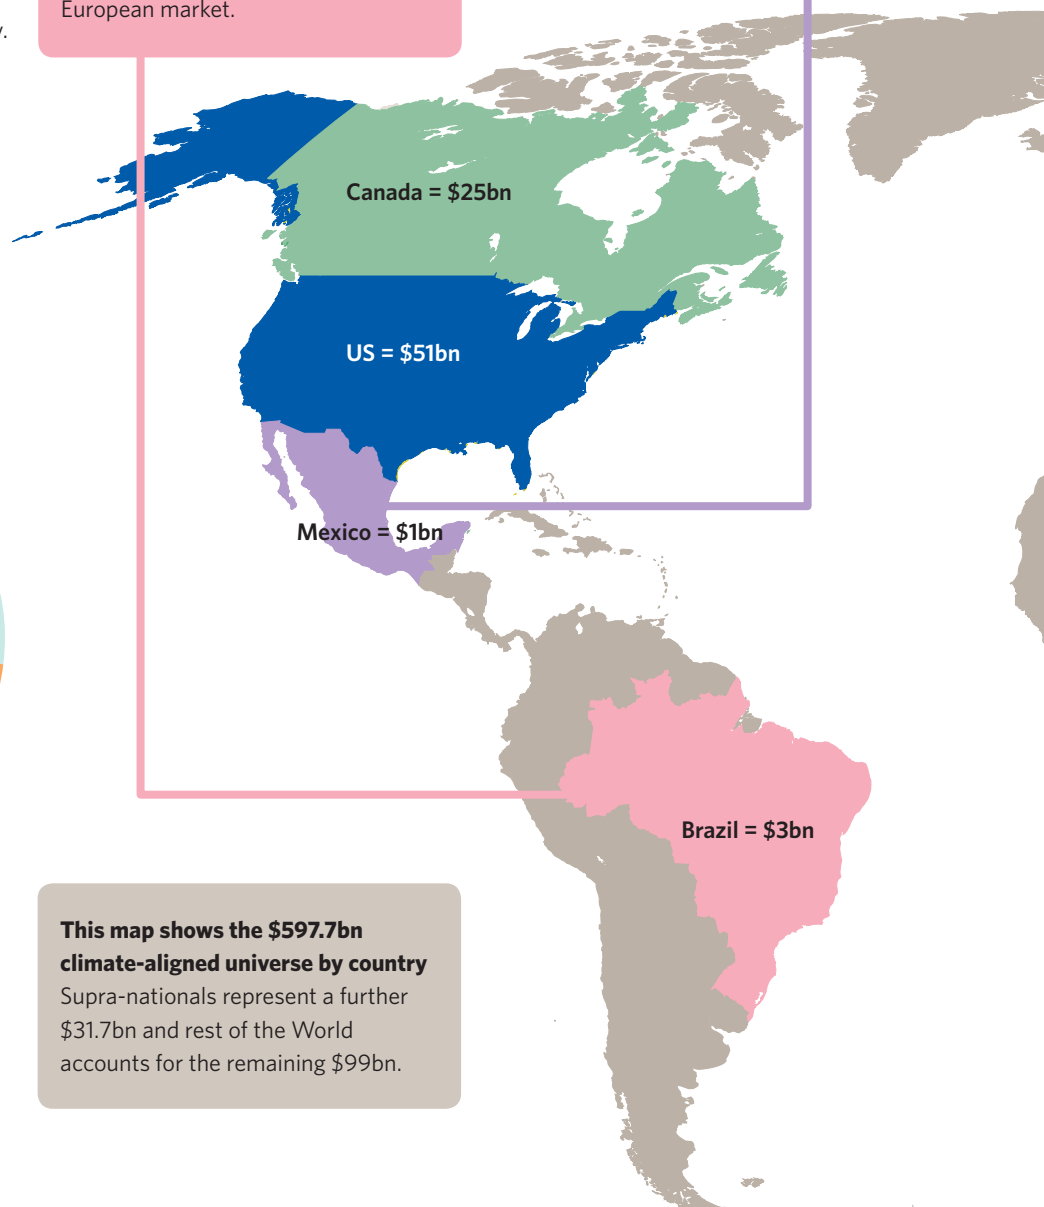 European market.
y.
Canada = $25bn
US = $51bn
Mexico = $1bn
Brazil = $3bn
This map shows the $597.7bn
climate-aligned universe by country
Supra-nationals represent a further
$31.7bn and rest of the World
accounts for the remaining $99bn.